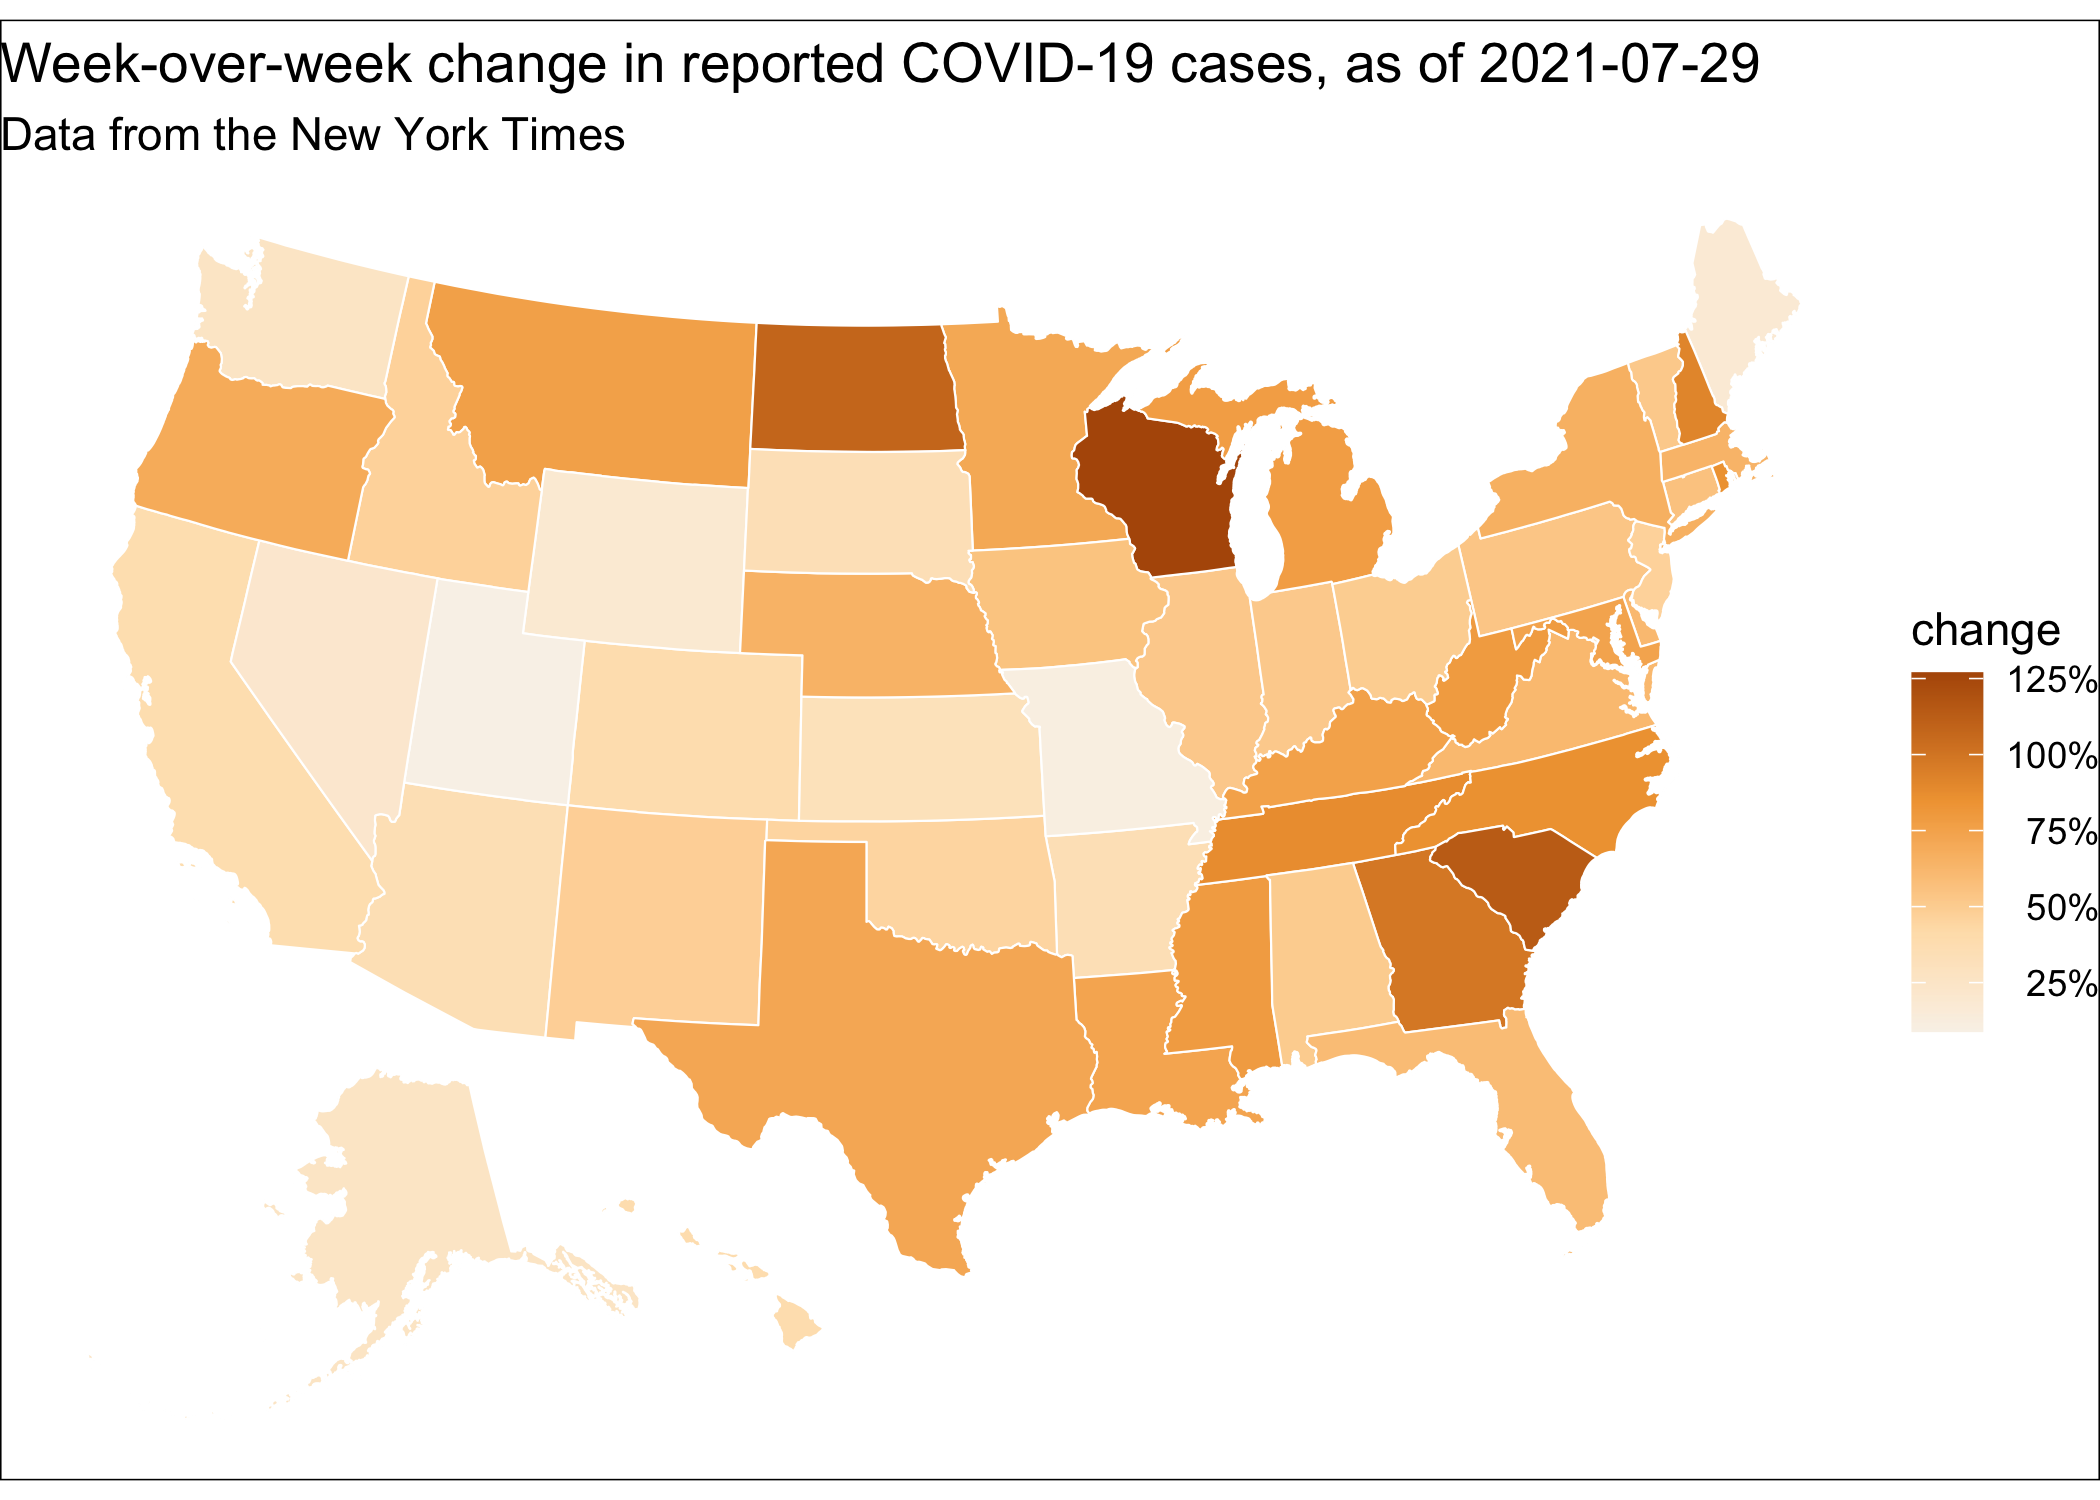 Week-over-week change in reported COVID-19 cases, as of 2021-07-29
Data from the New York Times
change
125%
100%
75%
50%
25%